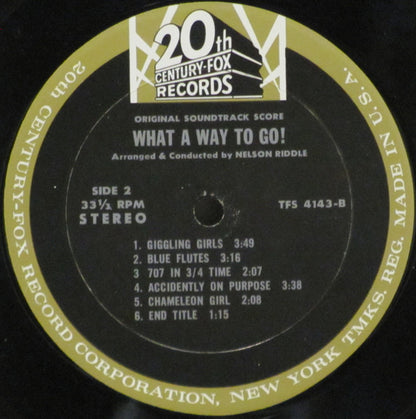 20th
CENTURY-FOX
RECORDS
ORIGINAL SOUNDTRACK SCORE
WHAT A WAY TO GO!
Arranged & Conducted by NELSON RIDDLE
SIDE 2
33⅓ RPM
STEREO
TFS 4143-B
1. GIGGLING GIRLS 3:49
2. BLUE FLUTES 3:16
3. 707 IN 3/4 TIME 2:07
4. ACCIDENTLY ON PURPOSE 3:38
5. CHAMELEON GIRL 2:08
6. END TITLE 1:15
20th CENTURY-FOX RECORD CORPORATION, NEW YORK TMKS. REG. MADE IN U.S.A.